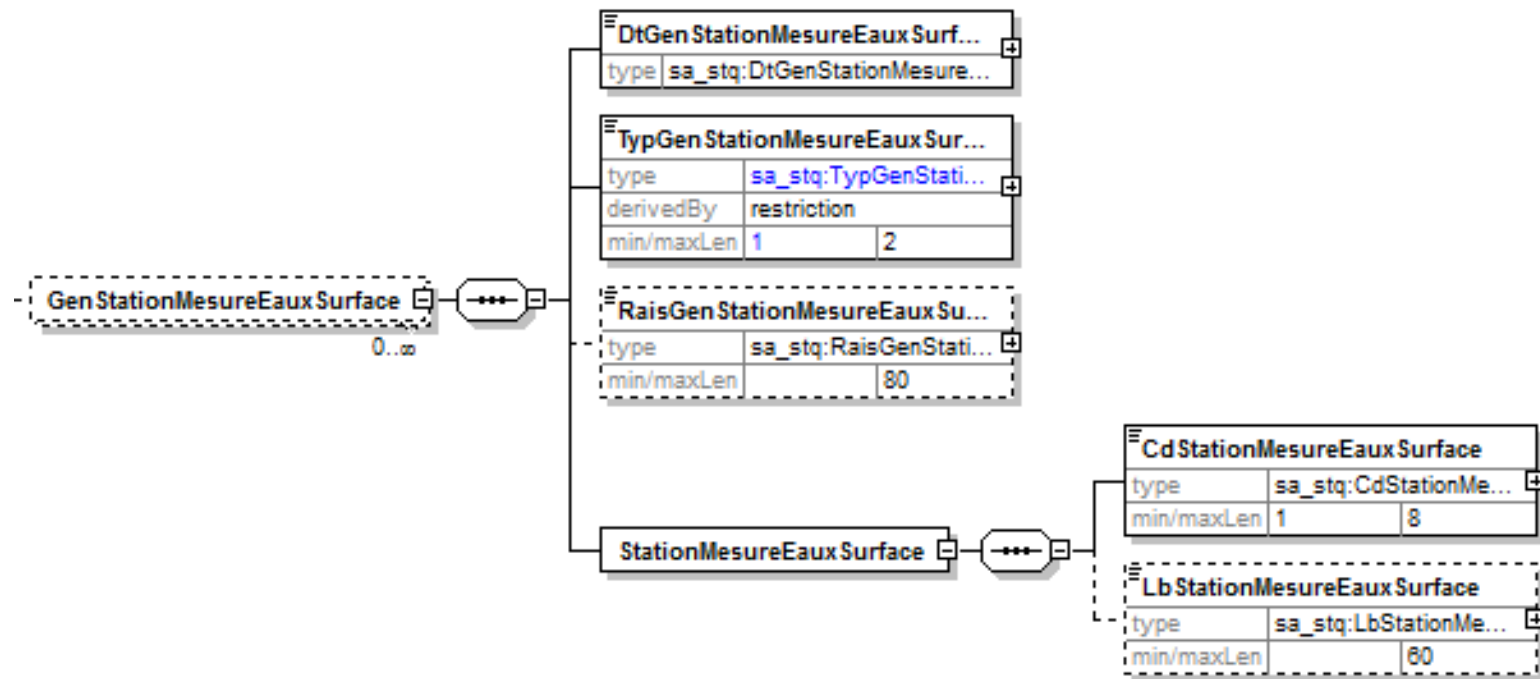 DtGenStationMesureEauxSurf...
type sa_stq:DtGenStationMesure...
TypGenStationMesureEauxSur...
type sa_stq:TypGenStati...
derivedBy restriction
min/maxLen 1 2
GenStationMesureEauxSurface
0..∞
RaisGenStationMesureEauxSu...
type sa_stq:RaisGenStati...
min/maxLen 80
CdStationMesureEauxSurface
type sa_stq:CdStationMe...
min/maxLen 1 8
StationMesureEauxSurface
LbStationMesureEauxSurface
type sa_stq:LbStationMe...
min/maxLen 60